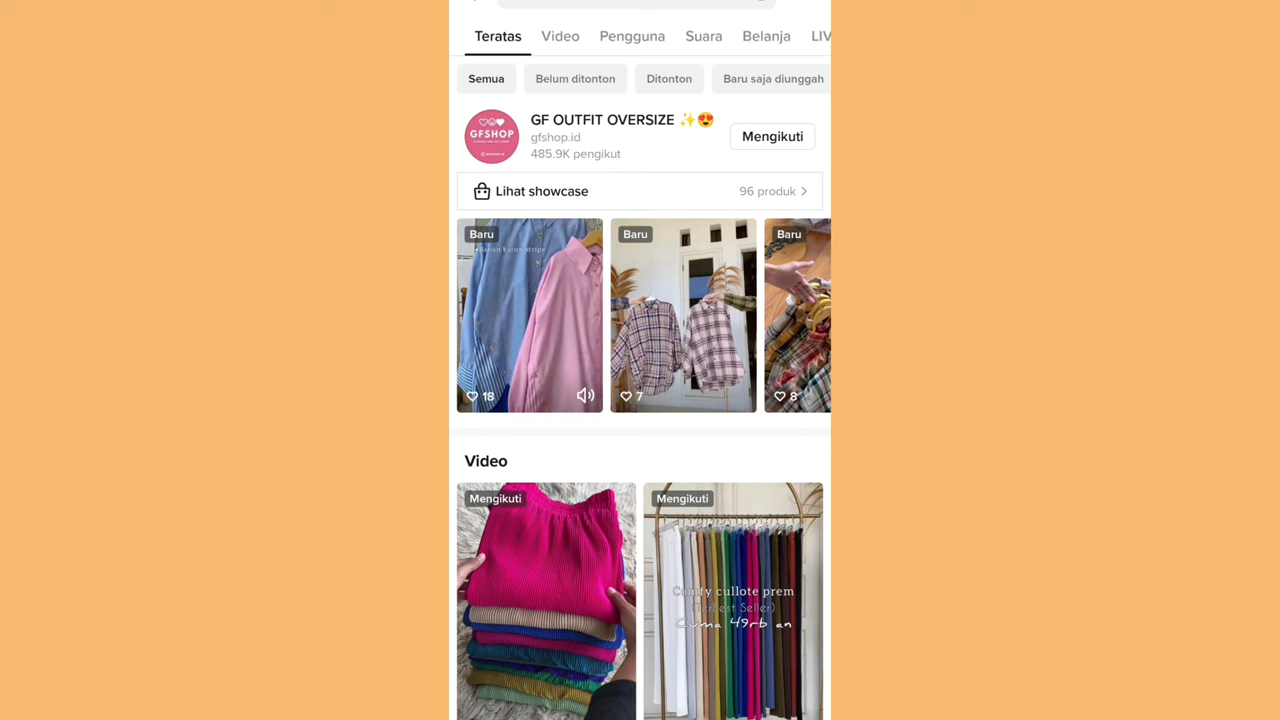 Teratas Video Pengguna Suara Belanja LIV
Semua Belum ditonton Ditonton Baru saja diunggah
GFSHOP
GF OUTFIT OVERSIZE ✨😍
gfshop.id
485.9K pengikut
Mengikuti
Lihat showcase 96 produk >
Baru Baru Baru
18 7 8
Video
Mengikuti Mengikuti
Comfy cullote prem
Cuma 49rb an